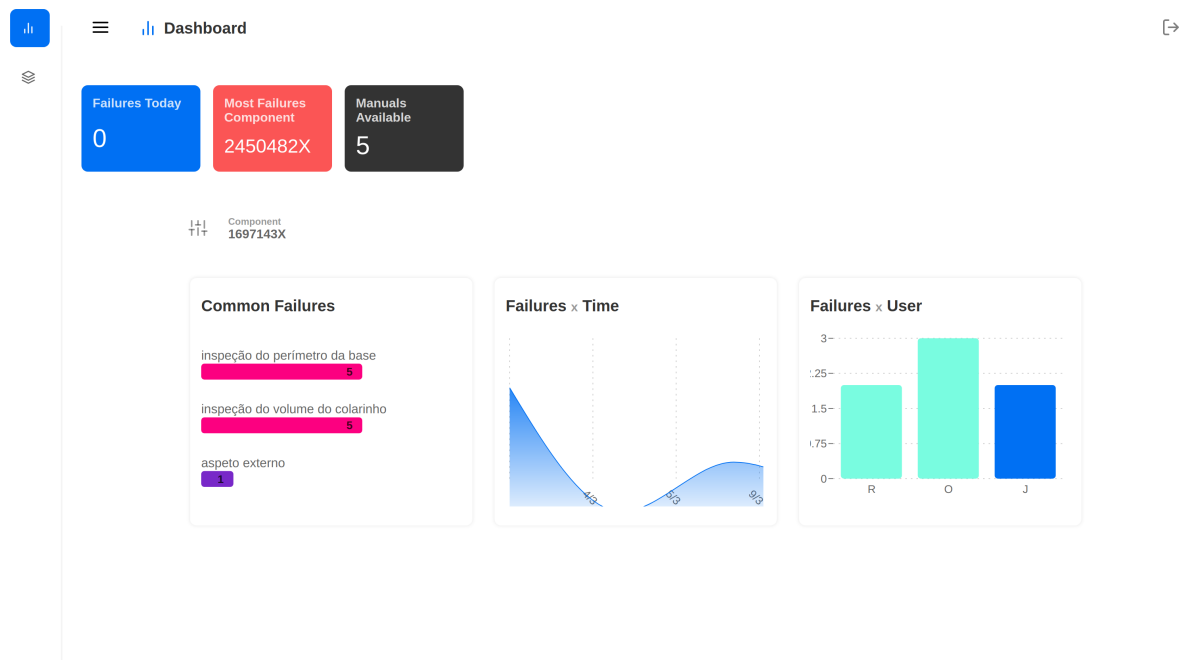 Dashboard
Failures Today
0
Most Failures
Component
2450482X
Manuals
Available
5
Component
1697143X
Common Failures
inspeção do perímetro da base
5
inspeção do volume do colarinho
5
aspeto externo
1
Failures x Time
4/3
5/3
9/3
Failures x User
3
.25
1.5
.75
0
R O J